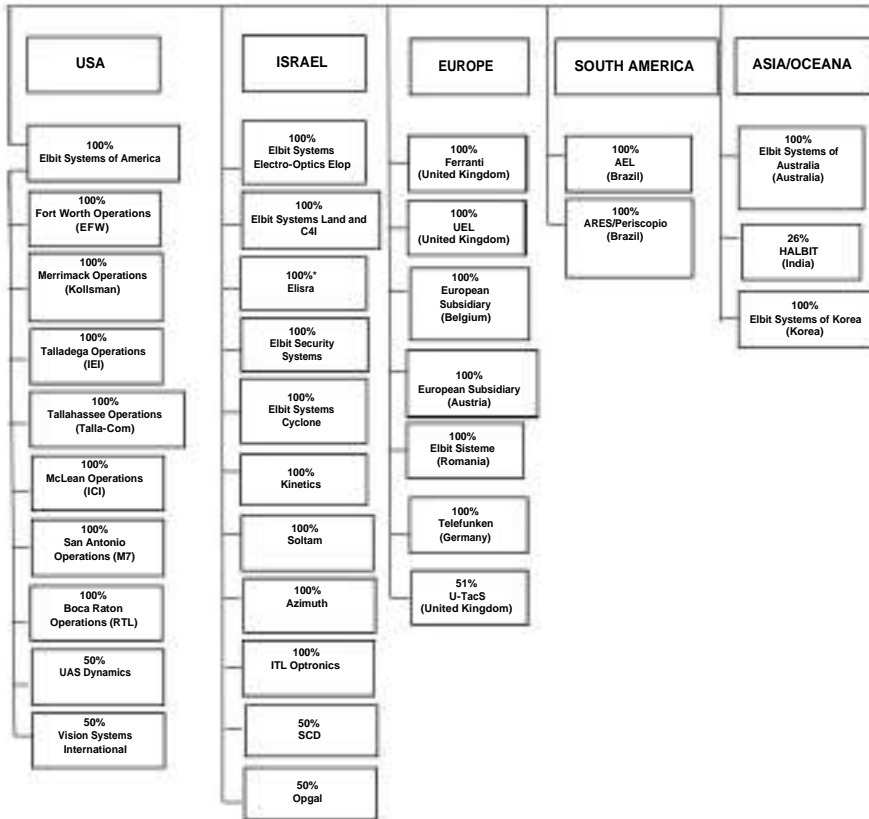 USA
ISRAEL
EUROPE
SOUTH AMERICA
ASIA/OCEANA
100%
Elbit Systems of America
100%
Fort Worth Operations
(EFW)
100%
Merrimack Operations
(Kollsman)
100%
Talladega Operations
(IEI)
100%
Tallahassee Operations
(Talla-Com)
100%
McLean Operations
(ICI)
100%
San Antonio
Operations (M7)
100%
Boca Raton
Operations (RTL)
50%
UAS Dynamics
50%
Vision Systems
International
100%
Elbit Systems
Electro-Optics Elop
100%
Elbit Systems Land and
C4I
100%*
Elisra
100%
Elbit Security
Systems
100%
Elbit Systems
Cyclone
100%
Kinetics
100%
Soltam
100%
Azimuth
100%
ITL Optronics
50%
SCD
50%
Opgal
100%
Ferranti
(United Kingdom)
100%
UEL
(United Kingdom)
100%
European
Subsidiary
(Belgium)
100%
European Subsidiary
(Austria)
100%
Elbit Sisteme
(Romania)
100%
Telefunken
(Germany)
51%
U-TacS
(United Kingdom)
100%
AEL
(Brazil)
100%
ARES/Periscopio
(Brazil)
100%
Elbit Systems of
Australia
(Australia)
26%
HALBIT
(India)
100%
Elbit Systems of Korea
(Korea)